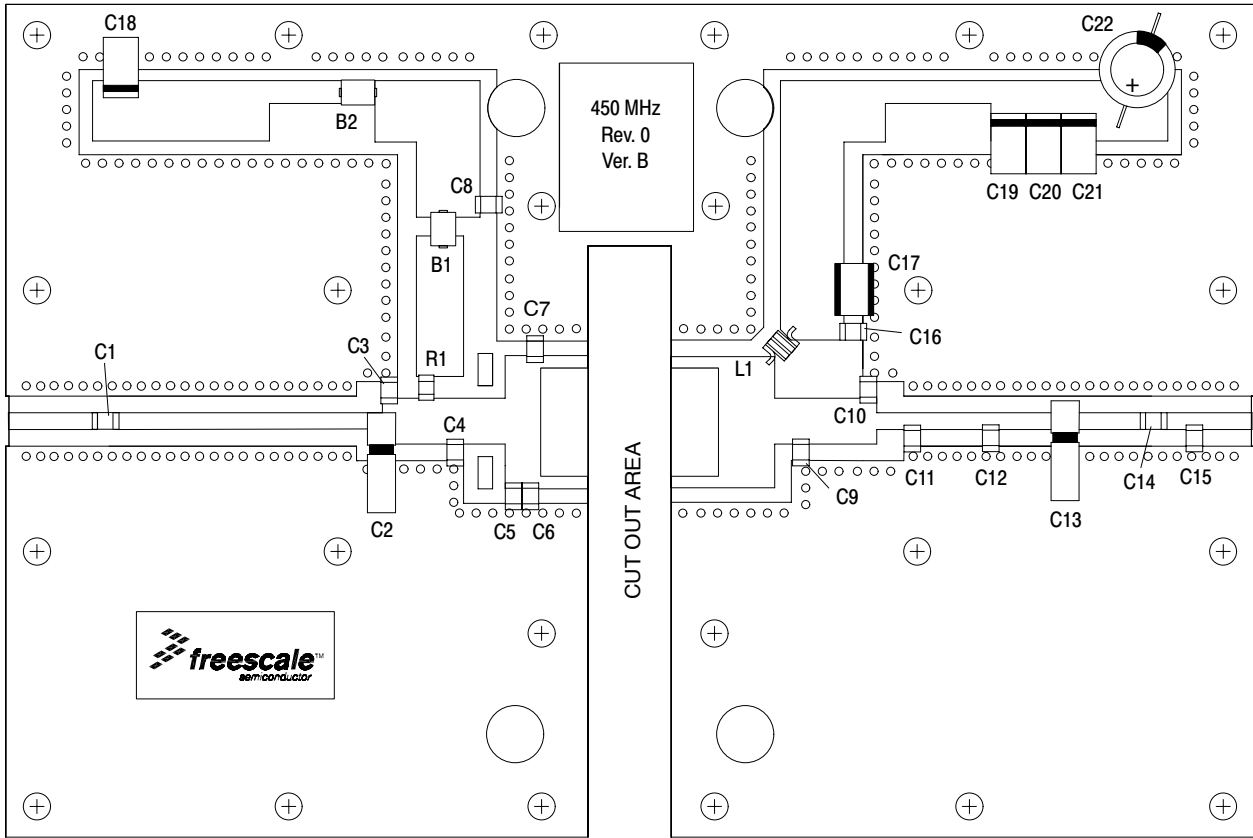 C18
C22
B2
450 MHz
Rev. 0
Ver. B
C8
C19 C20 C21
B1
C17
C7
C16
C3
R1
L1
C1
C10
C4
C11 C12 C14 C15
C9
C2
C5 C6
C13
CUT OUT AREA
+
freescale™
semiconductor